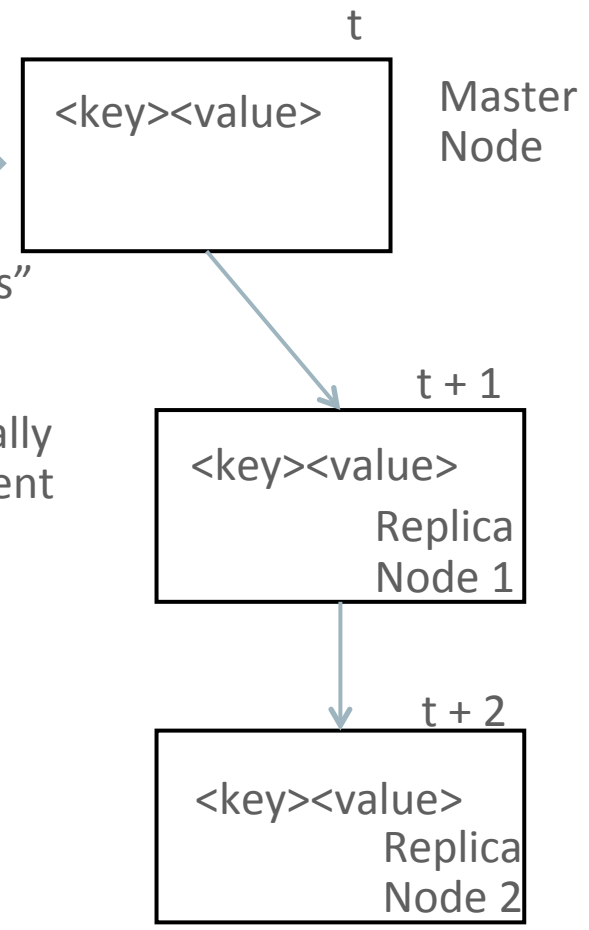 t
<key><value>
Master
Node
s”
t + 1
ally
ent
<key><value>
Replica
Node 1
t + 2
<key><value>
Replica
Node 2